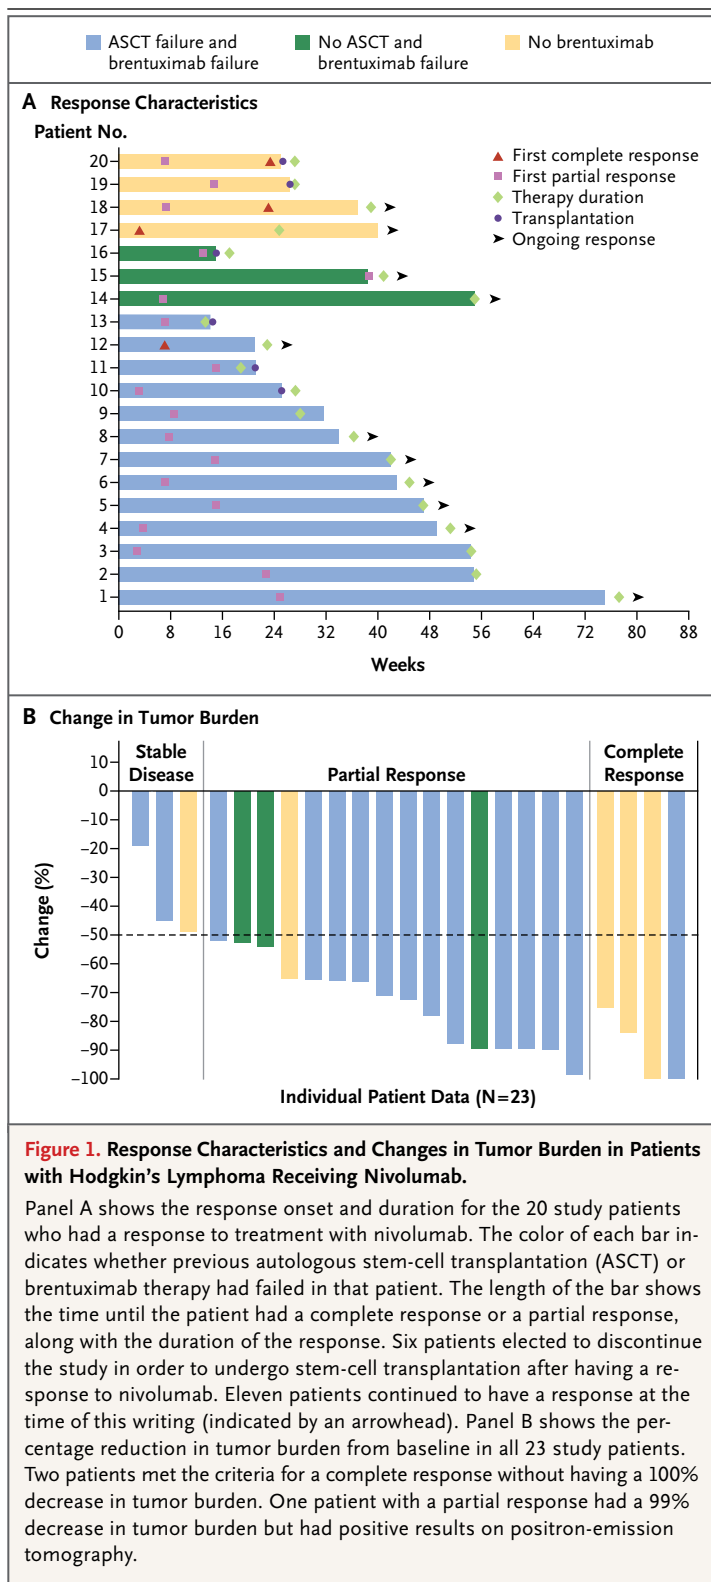 ASCT failure and
brentuximab failure
No ASCT and
brentuximab failure
No brentuximab
A Response Characteristics
Patient No.
20
19
18
17
16
15
14
13
12
11
10
9
8
7
6
5
4
3
2
1
First complete response
First partial response
Therapy duration
Transplantation
Ongoing response
0 8 16 24 32 40 48 56 64 72 80 88
Weeks
B Change in Tumor Burden
Stable
Disease
Partial Response
Complete
Response
10
0
–10
–20
–30
–40
–50
–60
–70
–80
–90
–100
Change (%)
Individual Patient Data (N=23)
Figure 1. Response Characteristics and Changes in Tumor Burden in Patients
with Hodgkin's Lymphoma Receiving Nivolumab.
Panel A shows the response onset and duration for the 20 study patients
who had a response to treatment with nivolumab. The color of each bar in-
dicates whether previous autologous stem-cell transplantation (ASCT) or
brentuximab therapy had failed in that patient. The length of the bar shows
the time until the patient had a complete response or a partial response,
along with the duration of the response. Six patients elected to discontinue
the study in order to undergo stem-cell transplantation after having a re-
sponse to nivolumab. Eleven patients continued to have a response at the
time of this writing (indicated by an arrowhead). Panel B shows the per-
centage reduction in tumor burden from baseline in all 23 study patients.
Two patients met the criteria for a complete response without having a 100%
decrease in tumor burden. One patient with a partial response had a 99%
decrease in tumor burden but had positive results on positron-emission
tomography.